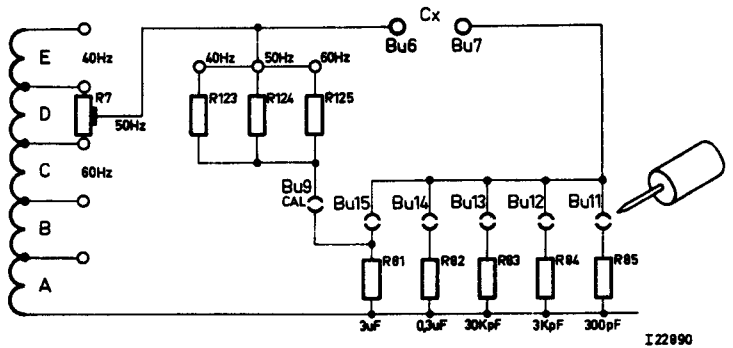 Cx
Bu6 Bu7
E 40Hz
40Hz 50Hz 60Hz
D R7 50Hz
R123 R124 R125
C 60Hz
Bu9
CAL
Bu15 Bu14 Bu13 Bu12 Bu11
B
A
R81 R82 R83 R84 R85
3uF 0,3uF 30KpF 3KpF 300pF
I22890